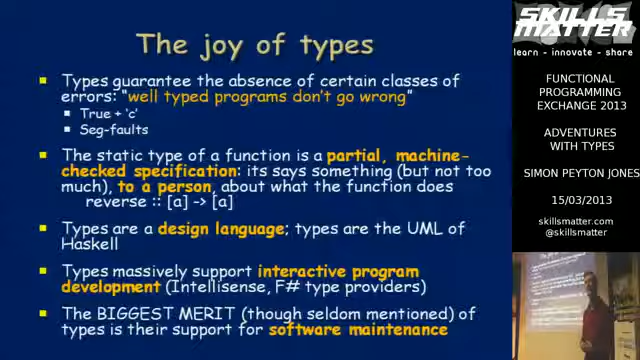 The joy of types
Types guarantee the absence of certain classes of
errors: "well typed programs don't go wrong"
True + 'c'
Seg-faults
The static type of a function is a partial, machine-
checked specification: its says something (but not too
much), to a person, about what the function does
reverse :: [a] -> [a]
Types are a design language; types are the UML of
Haskell
Types massively support interactive program
development (Intellisense, F# type providers)
The BIGGEST MERIT (though seldom mentioned) of
types is their support for software maintenance
SKILLS
MATTER
learn - innovate - share
FUNCTIONAL
PROGRAMMING
EXCHANGE 2013
ADVENTURES
WITH TYPES
SIMON PEYTON JONES
15/03/2013
skillsmatter.com
@skillsmatter